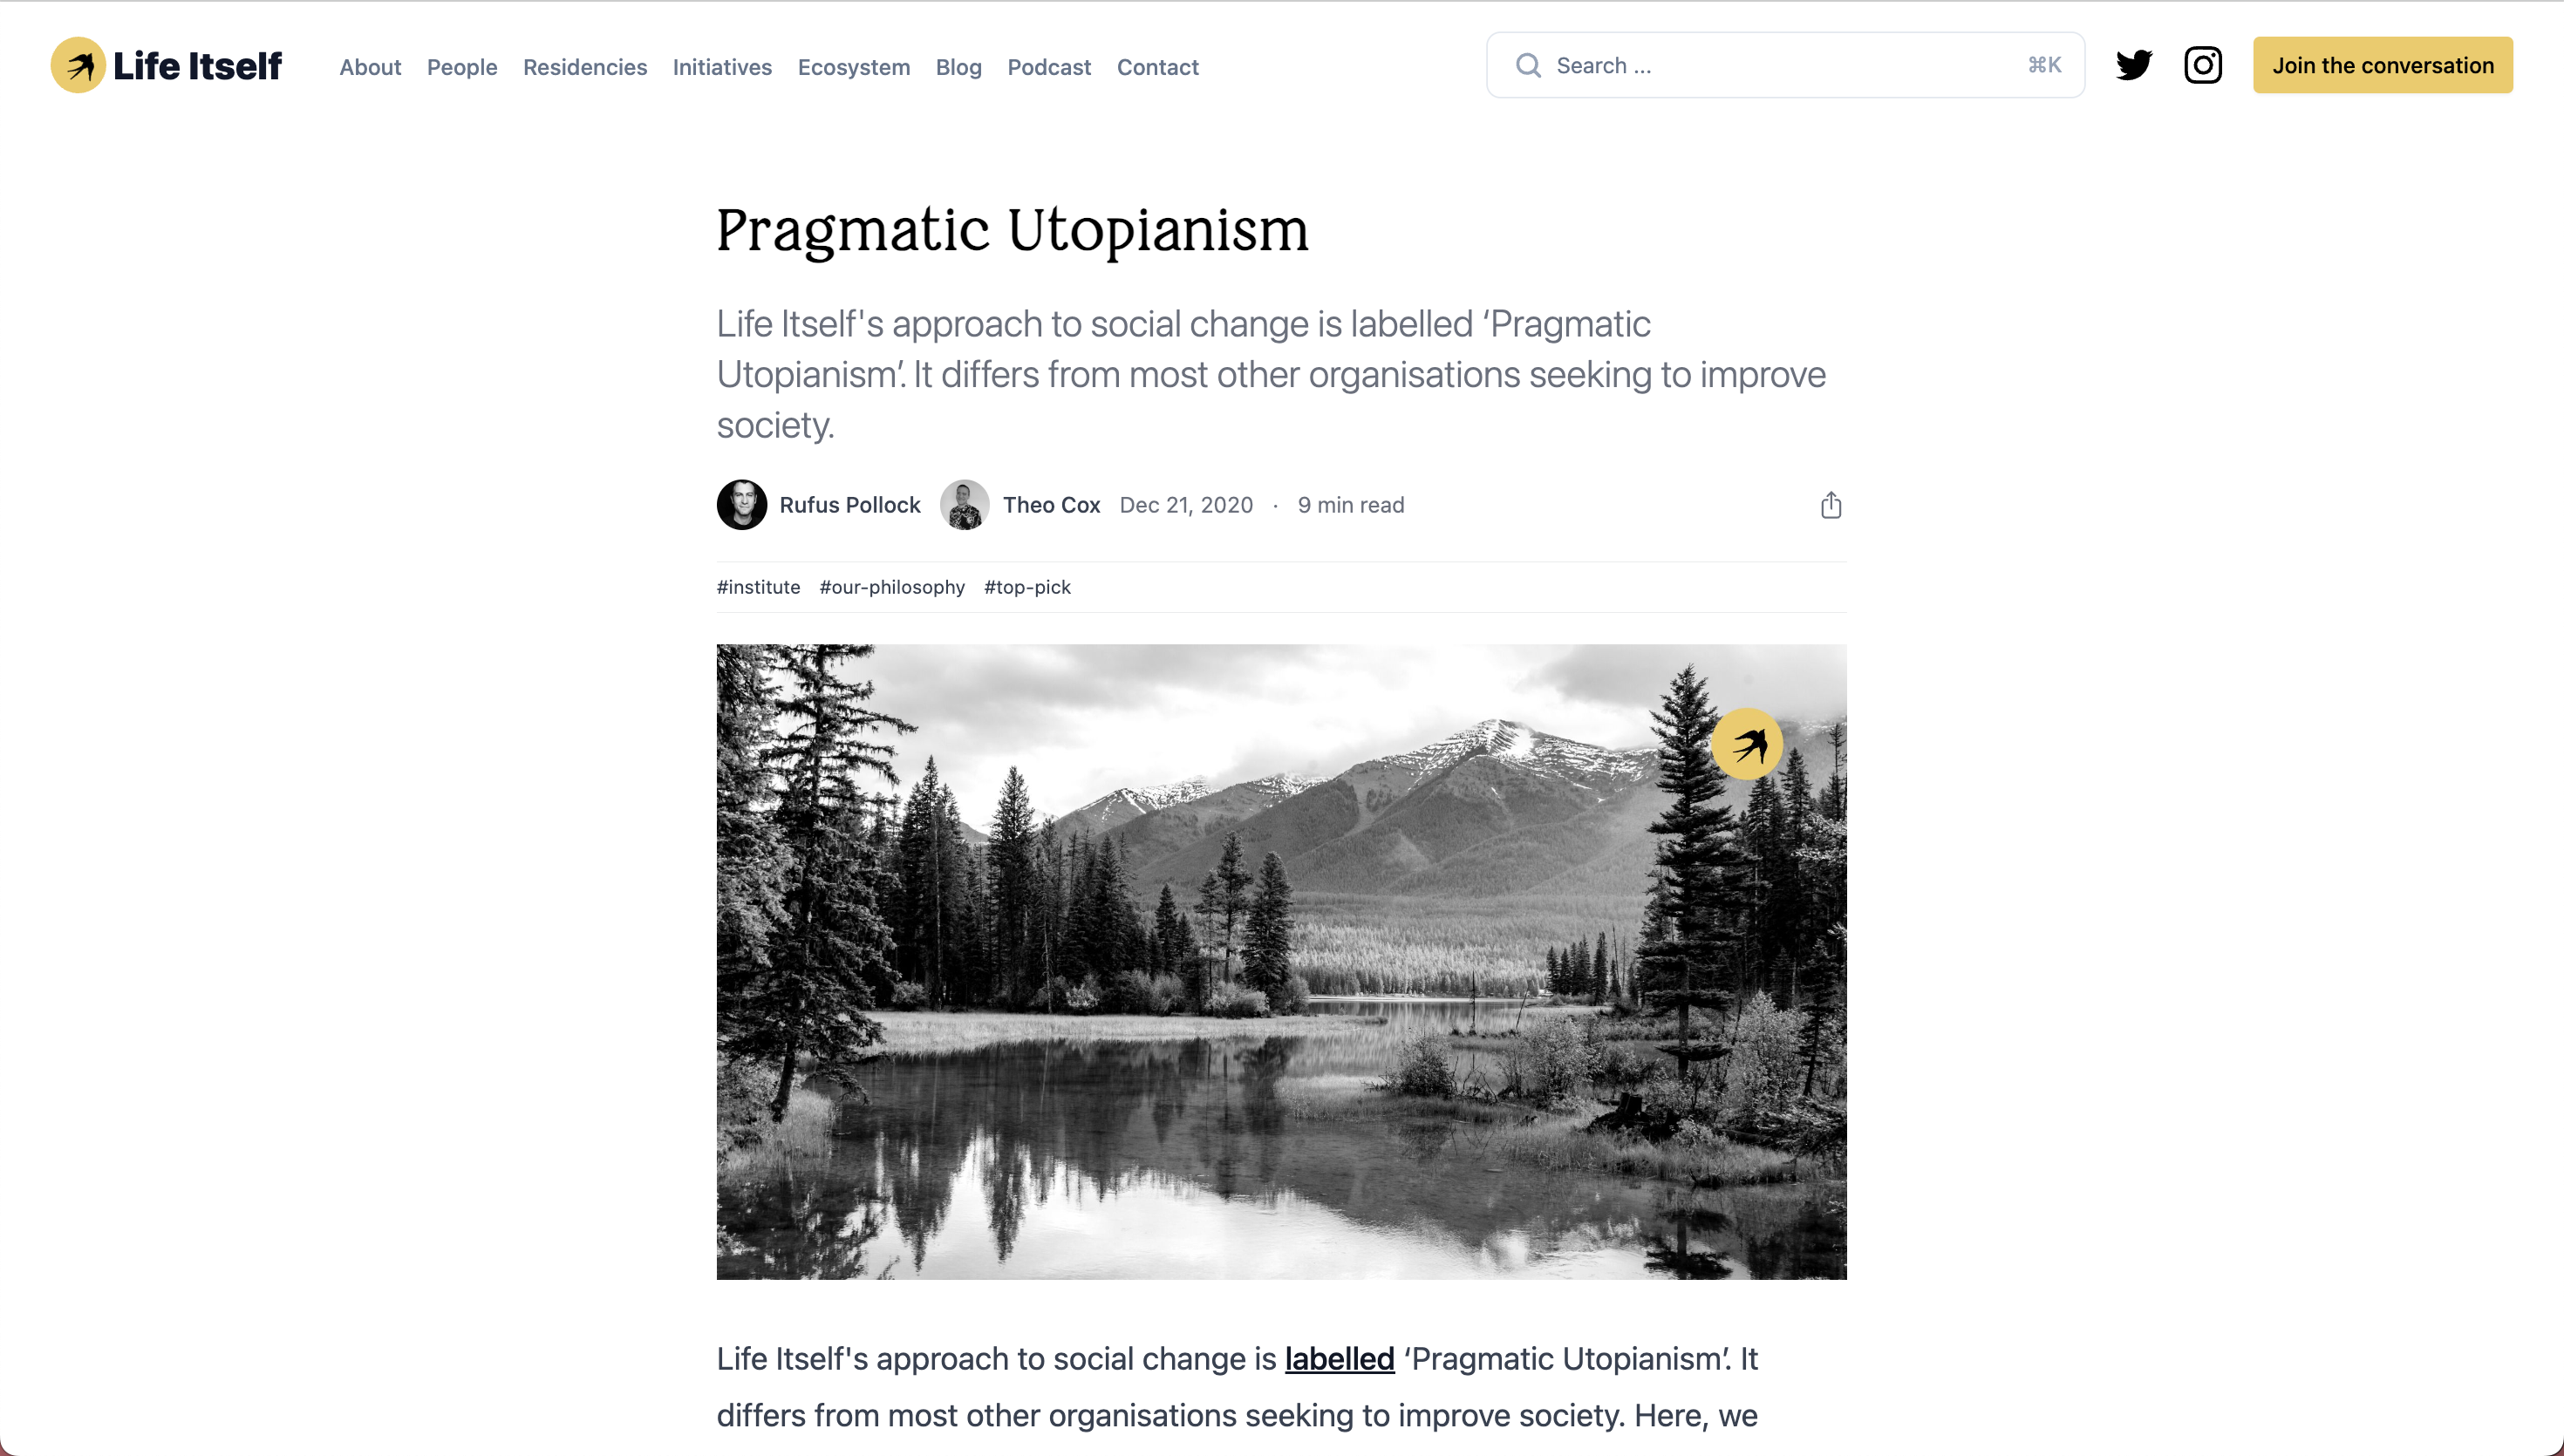 Life Itself
About People Residencies Initiatives Ecosystem Blog Podcast Contact
Search ... ⌘K
Join the conversation
Pragmatic Utopianism
Life Itself's approach to social change is labelled ‘Pragmatic
Utopianism’. It differs from most other organisations seeking to improve
society.
Rufus Pollock Theo Cox Dec 21, 2020 · 9 min read
#institute #our-philosophy #top-pick
Life Itself's approach to social change is labelled ‘Pragmatic Utopianism’. It
differs from most other organisations seeking to improve society. Here, we